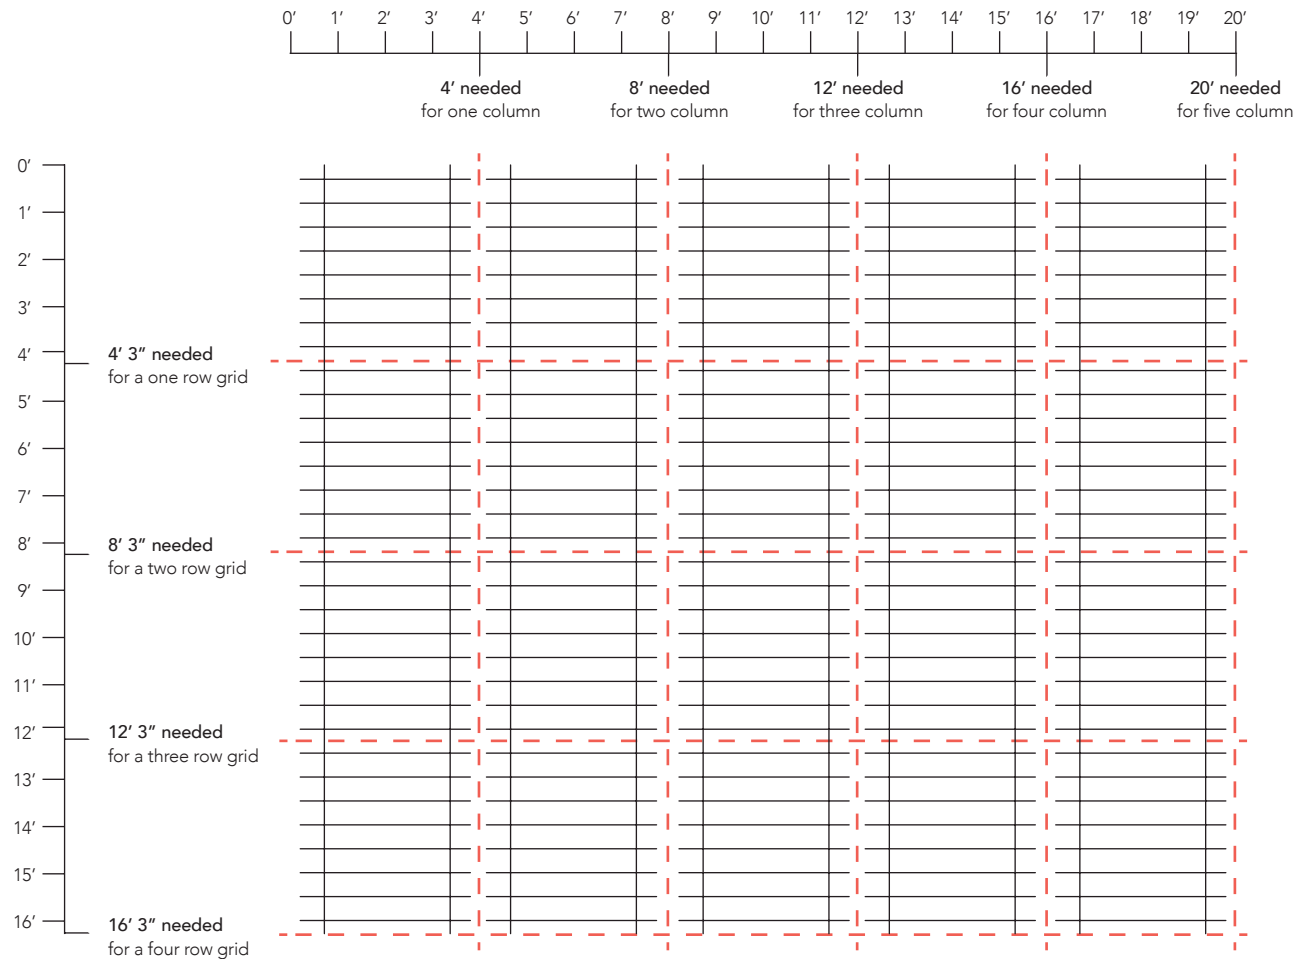 0’ 1’ 2’ 3’ 4’ 5’ 6’ 7’ 8’ 9’ 10’ 11’ 12’ 13’ 14’ 15’ 16’ 17’ 18’ 19’ 20’
4’ needed
for one column
8’ needed
for two column
12’ needed
for three column
16’ needed
for four column
20’ needed
for five column
0’
1’
2’
3’
4’
4’ 3” needed
for a one row grid
5’
6’
7’
8’
8’ 3” needed
for a two row grid
9’
10’
11’
12’
12’ 3” needed
for a three row grid
13’
14’
15’
16’
16’ 3” needed
for a four row grid